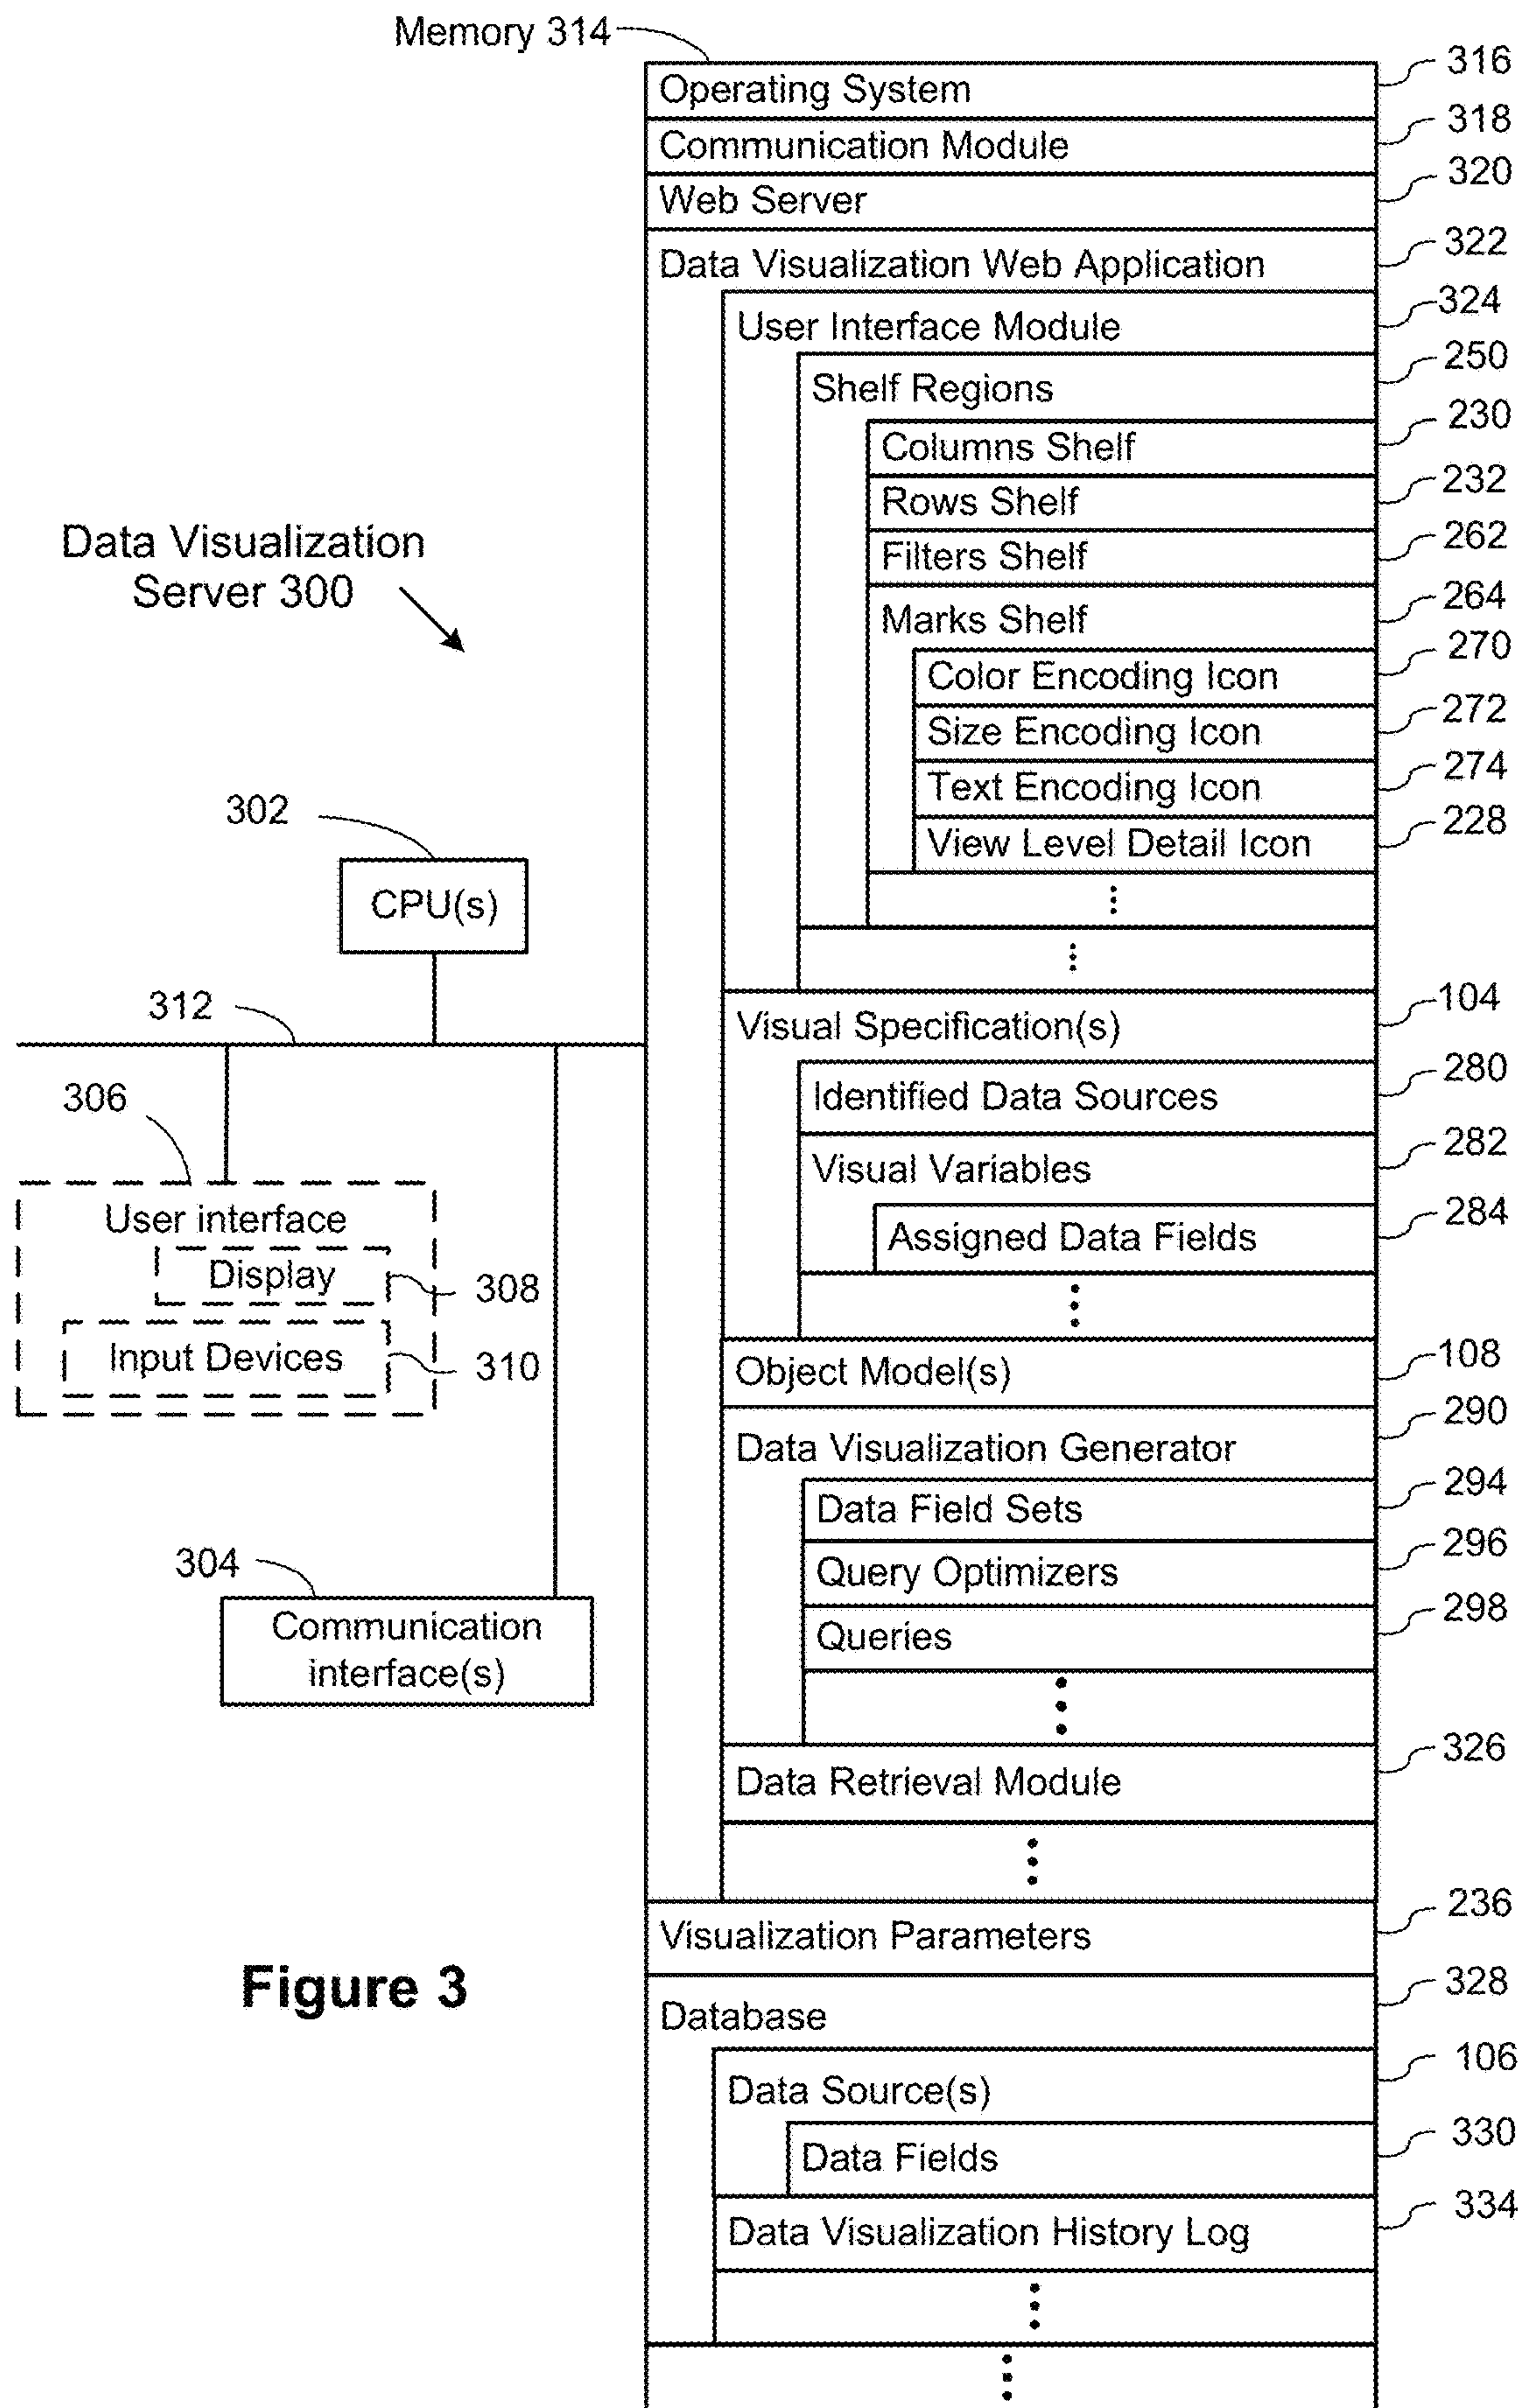 Memory 314
Operating System 316
Communication Module 318
Web Server 320
Data Visualization Web Application 322
User Interface Module 324
Shelf Regions 250
Columns Shelf 230
Rows Shelf 232
Filters Shelf 262
Marks Shelf 264
Color Encoding Icon 270
Size Encoding Icon 272
Text Encoding Icon 274
View Level Detail Icon 228
Visual Specification(s) 104
Identified Data Sources 280
Visual Variables 282
Assigned Data Fields 284
Object Model(s) 108
Data Visualization Generator 290
Data Field Sets 294
Query Optimizers 296
Queries 298
Data Retrieval Module 326
Visualization Parameters 236
Database 328
Data Source(s) 106
Data Fields 330
Data Visualization History Log 334
Data Visualization
Server 300
302
CPU(s)
312
306
User interface
Display 308
Input Devices 310
304
Communication
interface(s)
Figure 3